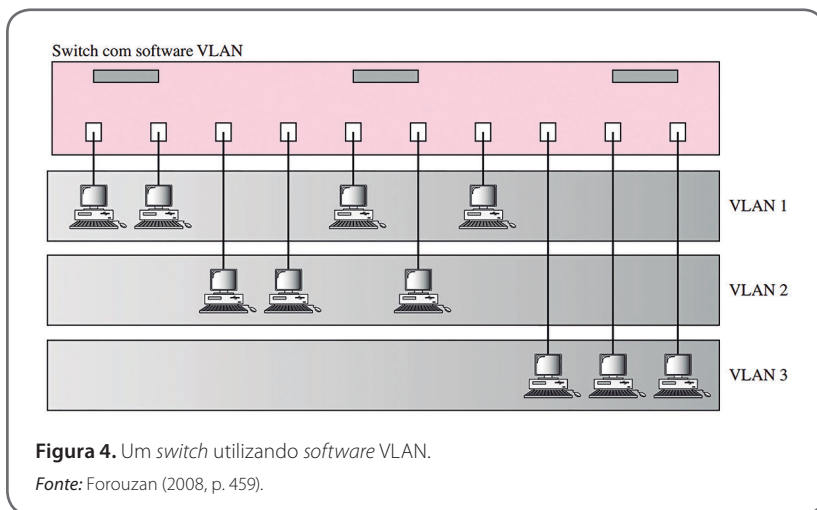 Switch com software VLAN
VLAN 1
VLAN 2
VLAN 3
Figura 4. Um switch utilizando software VLAN.
Fonte: Forouzan (2008, p. 459).